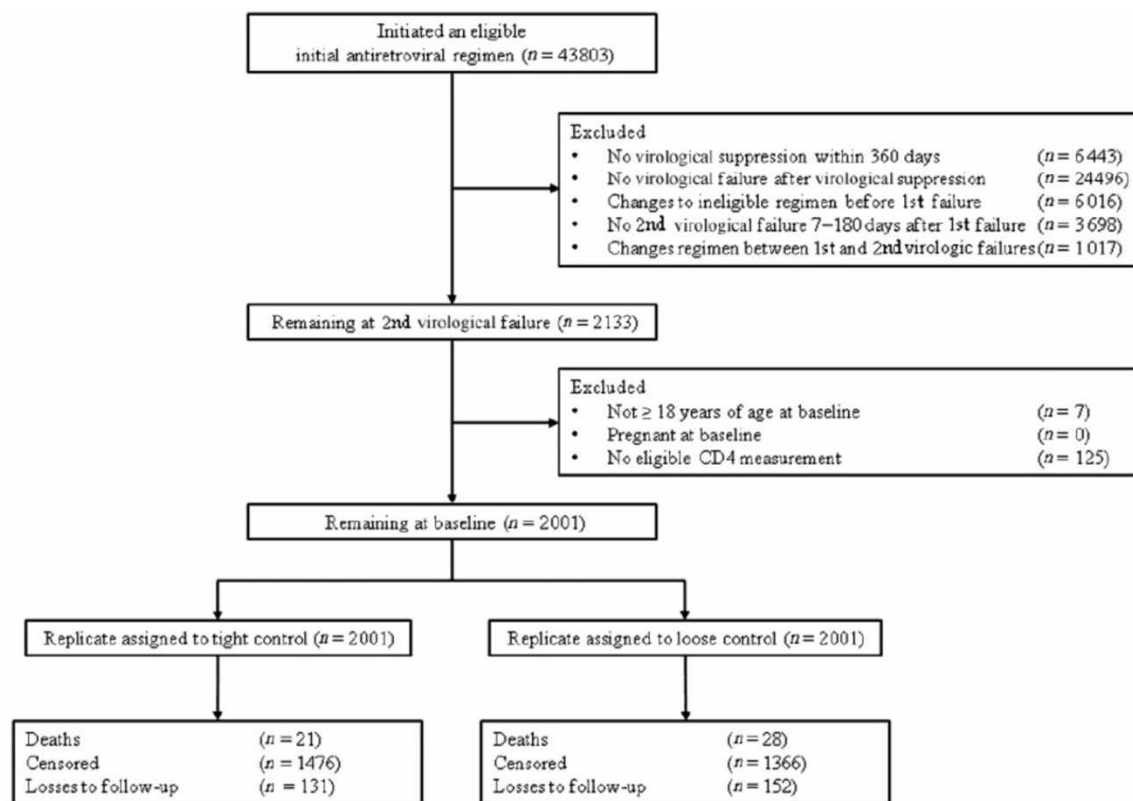 Initiated an eligible
initial antiretroviral regimen (n = 43803)
Excluded
• No virological suppression within 360 days (n = 6443)
• No virological failure after virological suppression (n = 24496)
• Changes to ineligible regimen before 1st failure (n = 6016)
• No 2nd virological failure 7–180 days after 1st failure (n = 3698)
• Changes regimen between 1st and 2nd virologic failures (n = 1017)
Remaining at 2nd virological failure (n = 2133)
Excluded
• Not ≥ 18 years of age at baseline (n = 7)
• Pregnant at baseline (n = 0)
• No eligible CD4 measurement (n = 125)
Remaining at baseline (n = 2001)
Replicate assigned to tight control (n = 2001)
Replicate assigned to loose control (n = 2001)
Deaths (n = 21)
Censored (n = 1476)
Losses to follow-up (n = 131)
Deaths (n = 28)
Censored (n = 1366)
Losses to follow-up (n = 152)